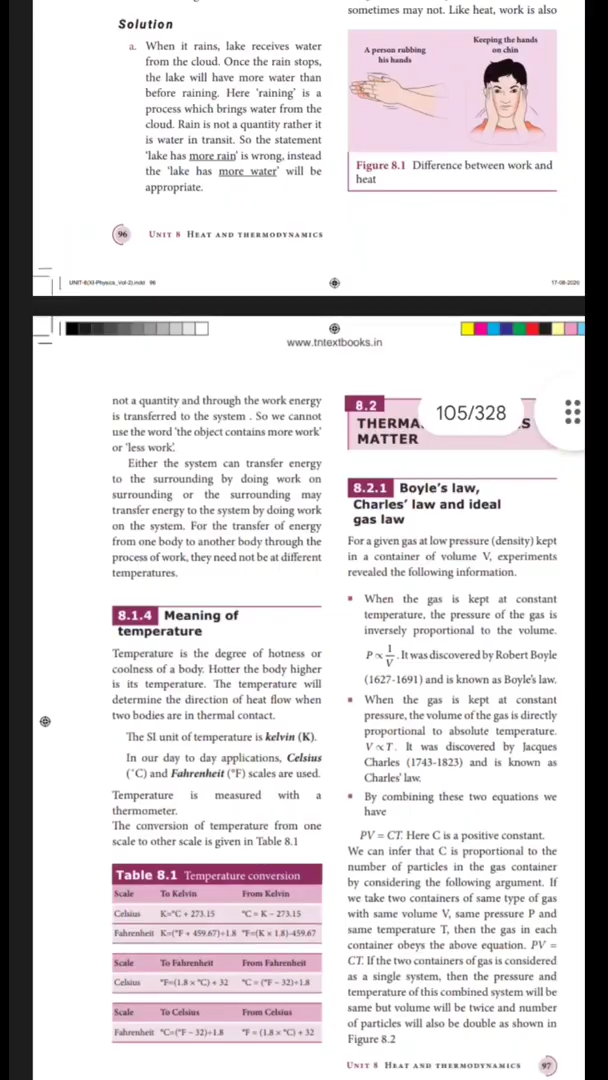 sometimes may not. Like heat, work is also
Solution
a. When it rains, lake receives water
from the cloud. Once the rain stops,
the lake will have more water than
before raining. Here 'raining' is a
process which brings water from the
cloud. Rain is not a quantity rather it
is water in transit. So the statement
'lake has more rain' is wrong, instead
the 'lake has more water' will be
appropriate.
A person rubbing
his hands
Keeping the hands
on chin
Figure 8.1 Difference between work and
heat
96 UNIT 8 HEAT AND THERMODYNAMICS
UNIT-8(XI-Physics_Vol-2).indd 96
17-08-2020
www.tntextbooks.in
not a quantity and through the work energy
is transferred to the system . So we cannot
use the word 'the object contains more work'
or 'less work'.
Either the system can transfer energy
to the surrounding by doing work on
surrounding or the surrounding may
transfer energy to the system by doing work
on the system. For the transfer of energy
from one body to another body through the
process of work, they need not be at different
temperatures.
8.1.4 Meaning of
temperature
Temperature is the degree of hotness or
coolness of a body. Hotter the body higher
is its temperature. The temperature will
determine the direction of heat flow when
two bodies are in thermal contact.
The SI unit of temperature is kelvin (K).
In our day to day applications, Celsius
(˚C) and Fahrenheit (°F) scales are used.
Temperature is measured with a
thermometer.
The conversion of temperature from one
scale to other scale is given in Table 8.1
Table 8.1 Temperature conversion
Scale To Kelvin From Kelvin
Celsius K=°C + 273.15 °C = K − 273.15
Fahrenheit K=(°F + 459.67)÷1.8 °F=(K x 1.8)-459.67
Scale To Fahrenheit From Fahrenheit
Celsius °F=(1.8 × °C) + 32 °C = (°F − 32)÷1.8
Scale To Celsius From Celsius
Fahrenheit °C=(°F − 32)÷1.8 °F = (1.8 × °C) + 32
8.2
THERMA
S
MATTER
105/328
8.2.1 Boyle's law,
Charles' law and ideal
gas law
For a given gas at low pressure (density) kept
in a container of volume V, experiments
revealed the following information.
▪ When the gas is kept at constant
temperature, the pressure of the gas is
inversely proportional to the volume.
P ∝ 1/V . It was discovered by Robert Boyle
(1627-1691) and is known as Boyle's law.
▪ When the gas is kept at constant
pressure, the volume of the gas is directly
proportional to absolute temperature.
V ∝ T. It was discovered by Jacques
Charles (1743-1823) and is known as
Charles' law.
▪ By combining these two equations we
have
PV = CT. Here C is a positive constant.
We can infer that C is proportional to the
number of particles in the gas container
by considering the following argument. If
we take two containers of same type of gas
with same volume V, same pressure P and
same temperature T, then the gas in each
container obeys the above equation. PV =
CT. If the two containers of gas is considered
as a single system, then the pressure and
temperature of this combined system will be
same but volume will be twice and number
of particles will also be double as shown in
Figure 8.2
UNIT 8 HEAT AND THERMODYNAMICS 97